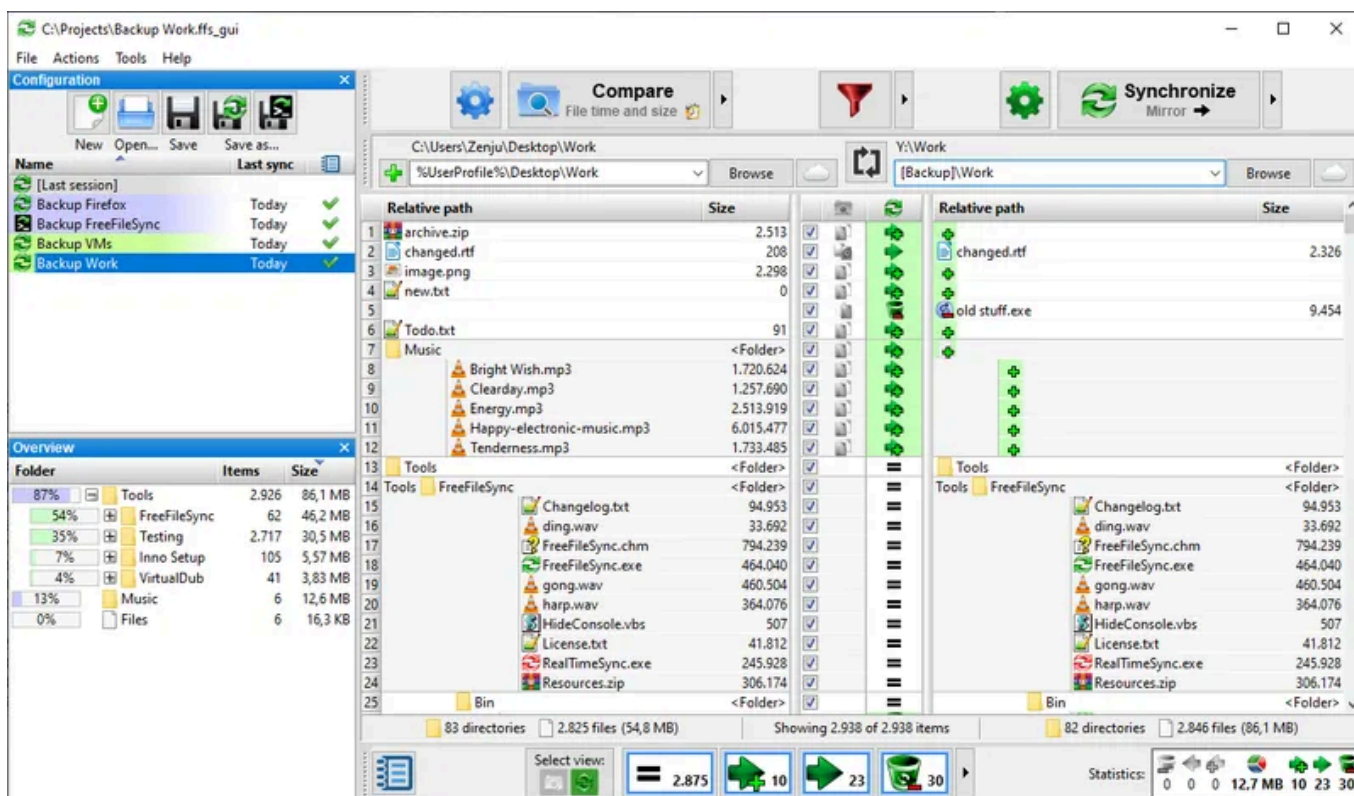 C:\Projects\Backup Work.ffs_gui
File Actions Tools Help
Configuration
New Open... Save Save as...
Name Last sync
[Last session]
Backup Firefox Today
Backup FreeFileSync Today
Backup VMs Today
Backup Work Today
Overview
Folder Items Size
87% Tools 2.926 86,1 MB
54% FreeFileSync 62 46,2 MB
35% Testing 2.717 30,5 MB
7% Inno Setup 105 5,57 MB
4% VirtualDub 41 3,83 MB
13% Music 6 12,6 MB
0% Files 6 16,3 KB
Compare
File time and size
Synchronize
Mirror
C:\Users\Zenju\Desktop\Work
%UserProfile%\Desktop\Work Browse
Y:\Work
[Backup]\Work Browse
Relative path Size Relative path Size
1 archive.zip 2.513
2 changed.rtf 208 changed.rtf 2.326
3 image.png 2.298
4 new.txt 0
5 old stuff.exe 9.454
6 Todo.txt 91
7 Music <Folder>
8 Bright Wish.mp3 1.720.624
9 Clearday.mp3 1.257.690
10 Energy.mp3 2.513.919
11 Happy-electronic-music.mp3 6.015.477
12 Tenderness.mp3 1.733.485
13 Tools <Folder> Tools <Folder>
14 Tools FreeFileSync <Folder> Tools FreeFileSync <Folder>
15 Changelog.txt 94.953 Changelog.txt 94.953
16 ding.wav 33.692 ding.wav 33.692
17 FreeFileSync.chm 794.239 FreeFileSync.chm 794.239
18 FreeFileSync.exe 464.040 FreeFileSync.exe 464.040
19 gong.wav 460.504 gong.wav 460.504
20 harp.wav 364.076 harp.wav 364.076
21 HideConsole.vbs 507 HideConsole.vbs 507
22 License.txt 41.812 License.txt 41.812
23 RealTimeSync.exe 245.928 RealTimeSync.exe 245.928
24 Resources.zip 306.174 Resources.zip 306.174
25 Bin <Folder> Bin <Folder>
83 directories 2.825 files (54,8 MB) Showing 2.938 of 2.938 items 82 directories 2.846 files (86,1 MB)
Select view:
2.875 10 23 30
Statistics: 0 0 0 12,7 MB 10 23 30